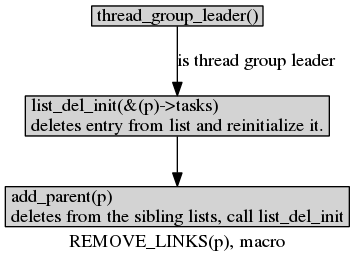 thread_group_leader()
is thread group leader
list_del_init(&(p)->tasks)
deletes entry from list and reinitialize it.
add_parent(p)
deletes from the sibling lists, call list_del_init
REMOVE_LINKS(p), macro